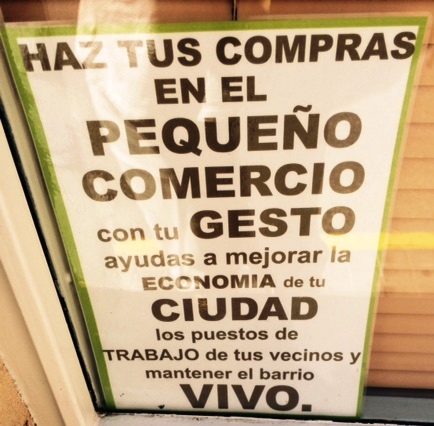 HAZ TUS COMPRAS
EN EL
PEQUEÑO
COMERCIO
con tu GESTO
ayudas a mejorar la
ECONOMIA de tu
CIUDAD
los puestos de
TRABAJO de tus vecinos y
mantener el barrio
VIVO.